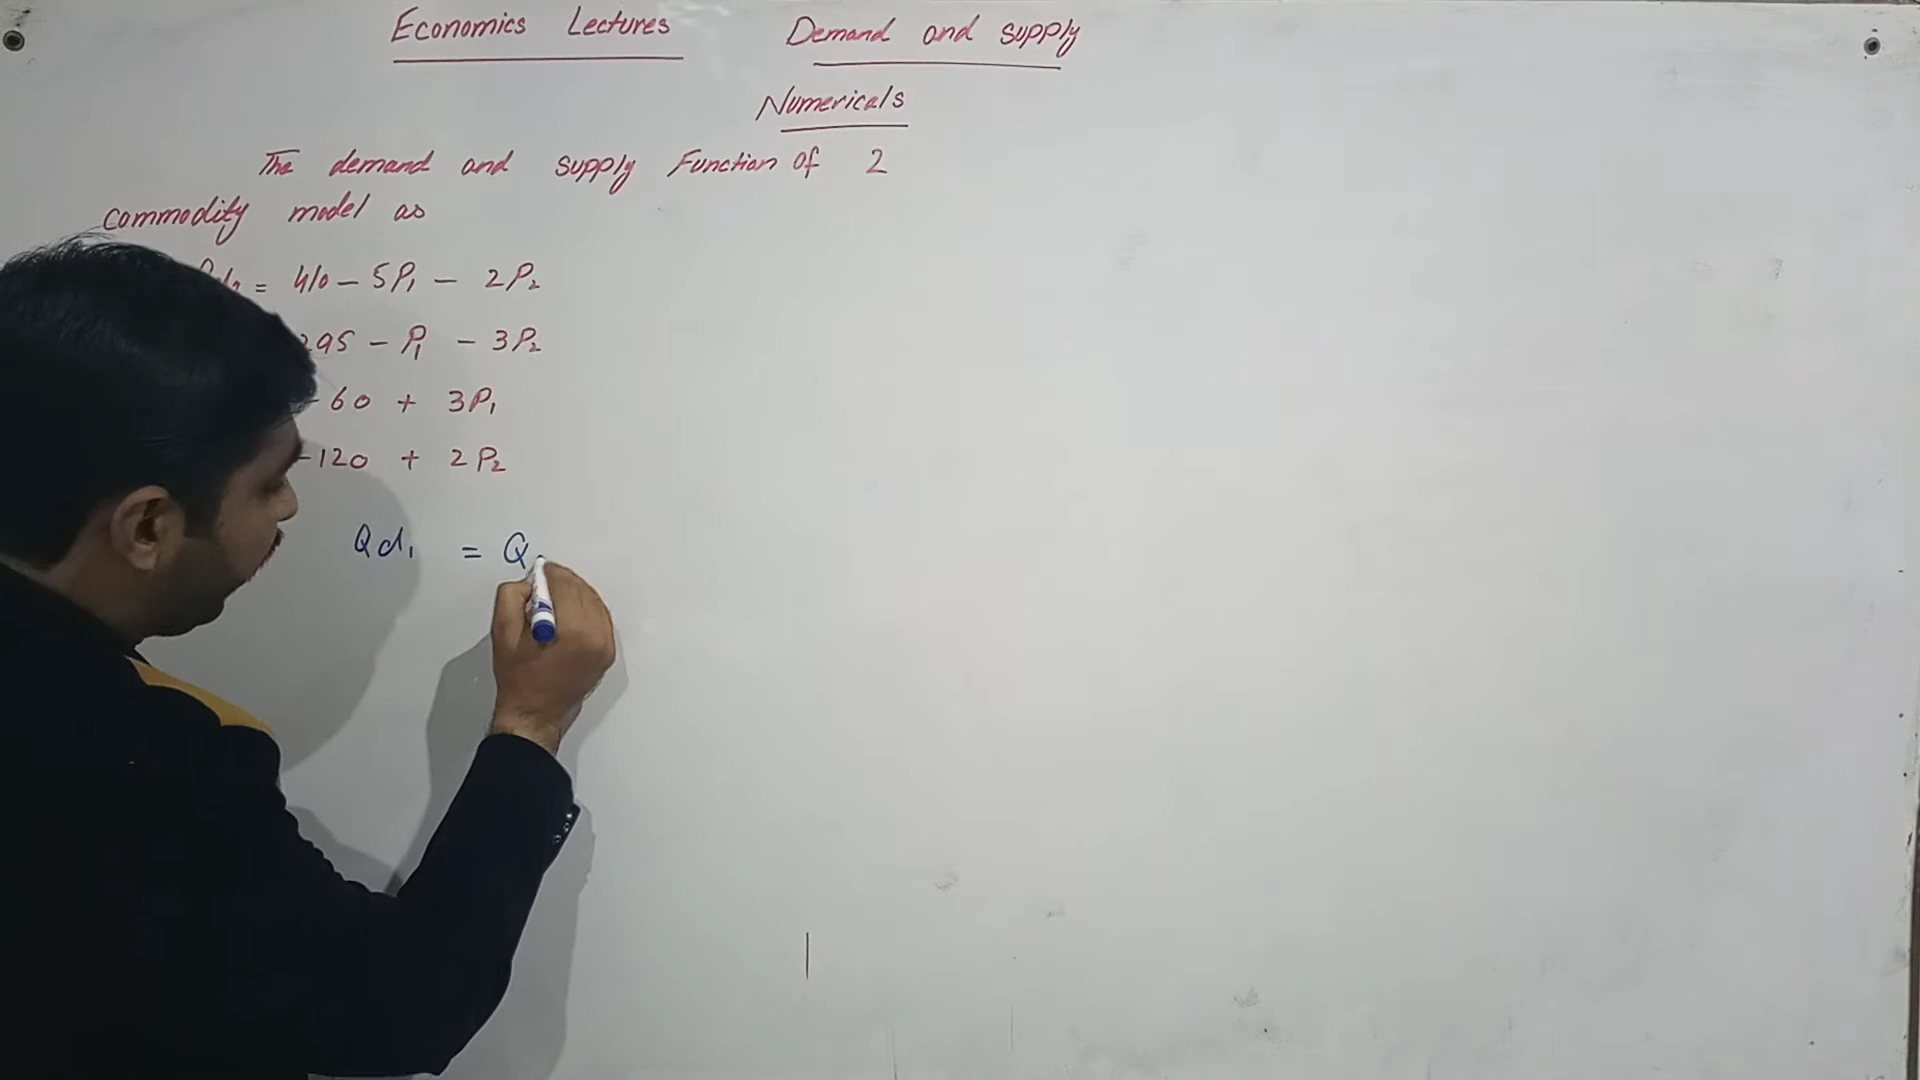 Economics Lectures Demand and supply
Numericals
The demand and supply Function of 2
commodity model as
= 410 - 5P₁ - 2P₂
295 - P₁ - 3P₂
-60 + 3P₁
-120 + 2P₂
Qd₁ = Q